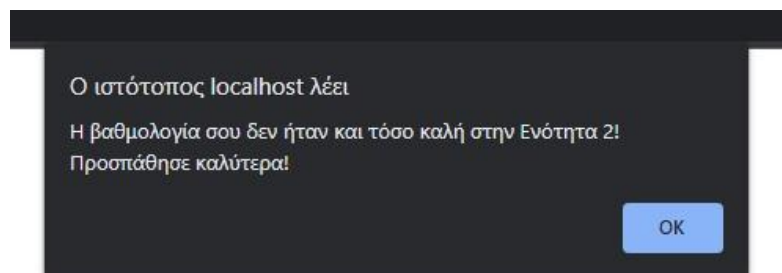 Ο ιστότοπος localhost λέει
Η βαθμολογία σου δεν ήταν και τόσο καλή στην Ενότητα 2!
Προσπάθησε καλύτερα!
OK